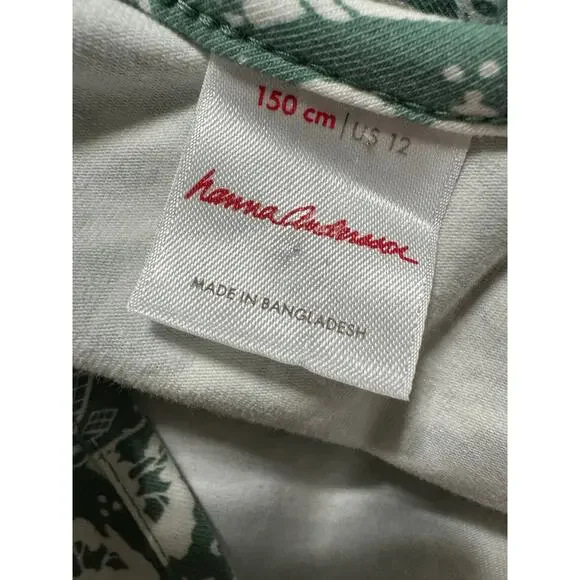 150 cm | US 12
hanna Andersson
MADE IN BANGLADESH